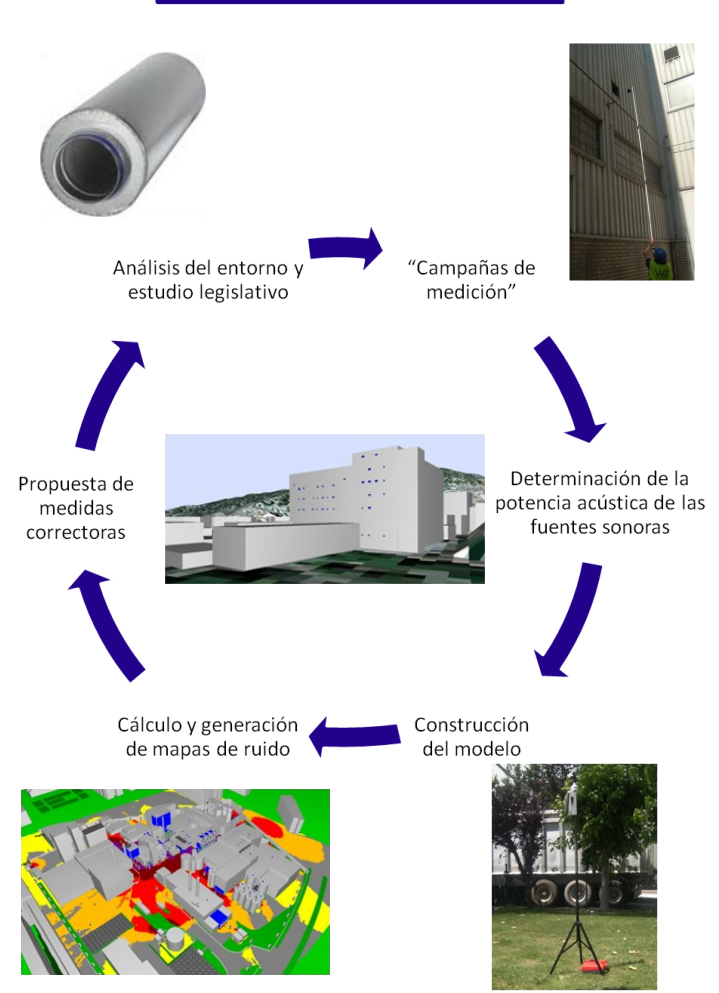 Análisis del entorno y
estudio legislativo
“Campañas de
medición”
Determinación de la
potencia acústica de las
fuentes sonoras
Construcción
del modelo
Cálculo y generación
de mapas de ruido
Propuesta de
medidas
correctoras